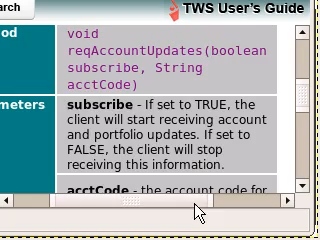 arch
TWS User's Guide
od
void
reqAccountUpdates(boolean
subscribe, String
acctCode)
meters
subscribe - If set to TRUE, the
client will start receiving account
and portfolio updates. If set to
FALSE, the client will stop
receiving this information.
acctCode - the account code for